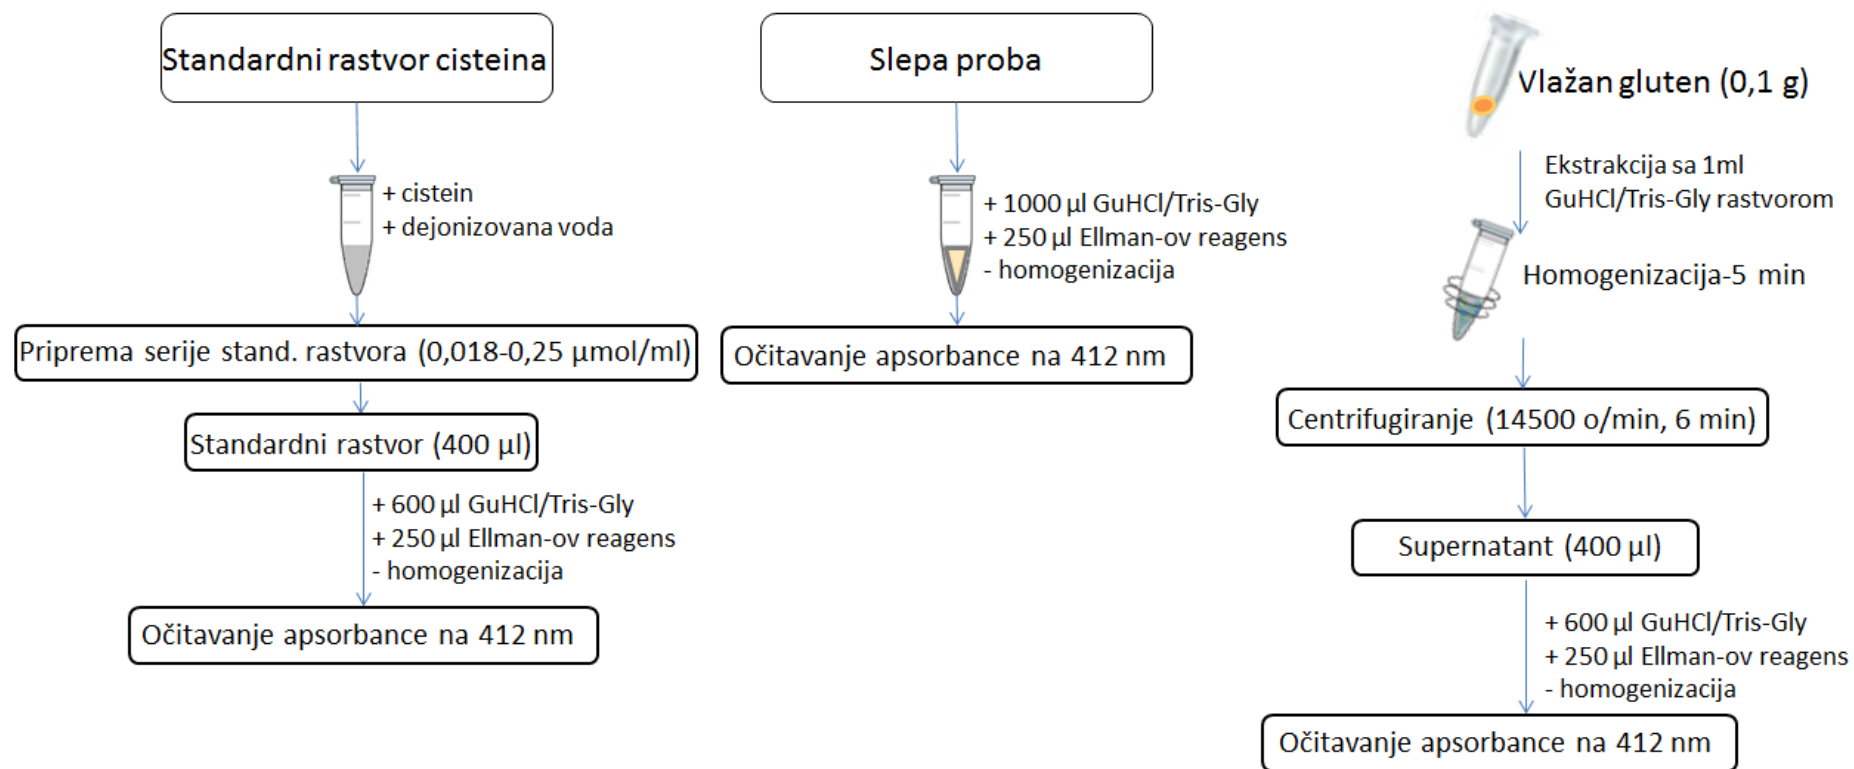 Standardni rastvor cisteina
+ cistein
+ dejonizovana voda
Priprema serije stand. rastvora (0,018-0,25 μmol/ml)
Standardni rastvor (400 μl)
+ 600 μl GuHCl/Tris-Gly
+ 250 μl Ellman-ov reagens
- homogenizacija
Očitavanje apsorbance na 412 nm
Slepa proba
+ 1000 μl GuHCl/Tris-Gly
+ 250 μl Ellman-ov reagens
- homogenizacija
Očitavanje apsorbance na 412 nm
Vlažan gluten (0,1 g)
Ekstrakcija sa 1ml
GuHCl/Tris-Gly rastvorom
Homogenizacija-5 min
Centrifugiranje (14500 o/min, 6 min)
Supernatant (400 μl)
+ 600 μl GuHCl/Tris-Gly
+ 250 μl Ellman-ov reagens
- homogenizacija
Očitavanje apsorbance na 412 nm